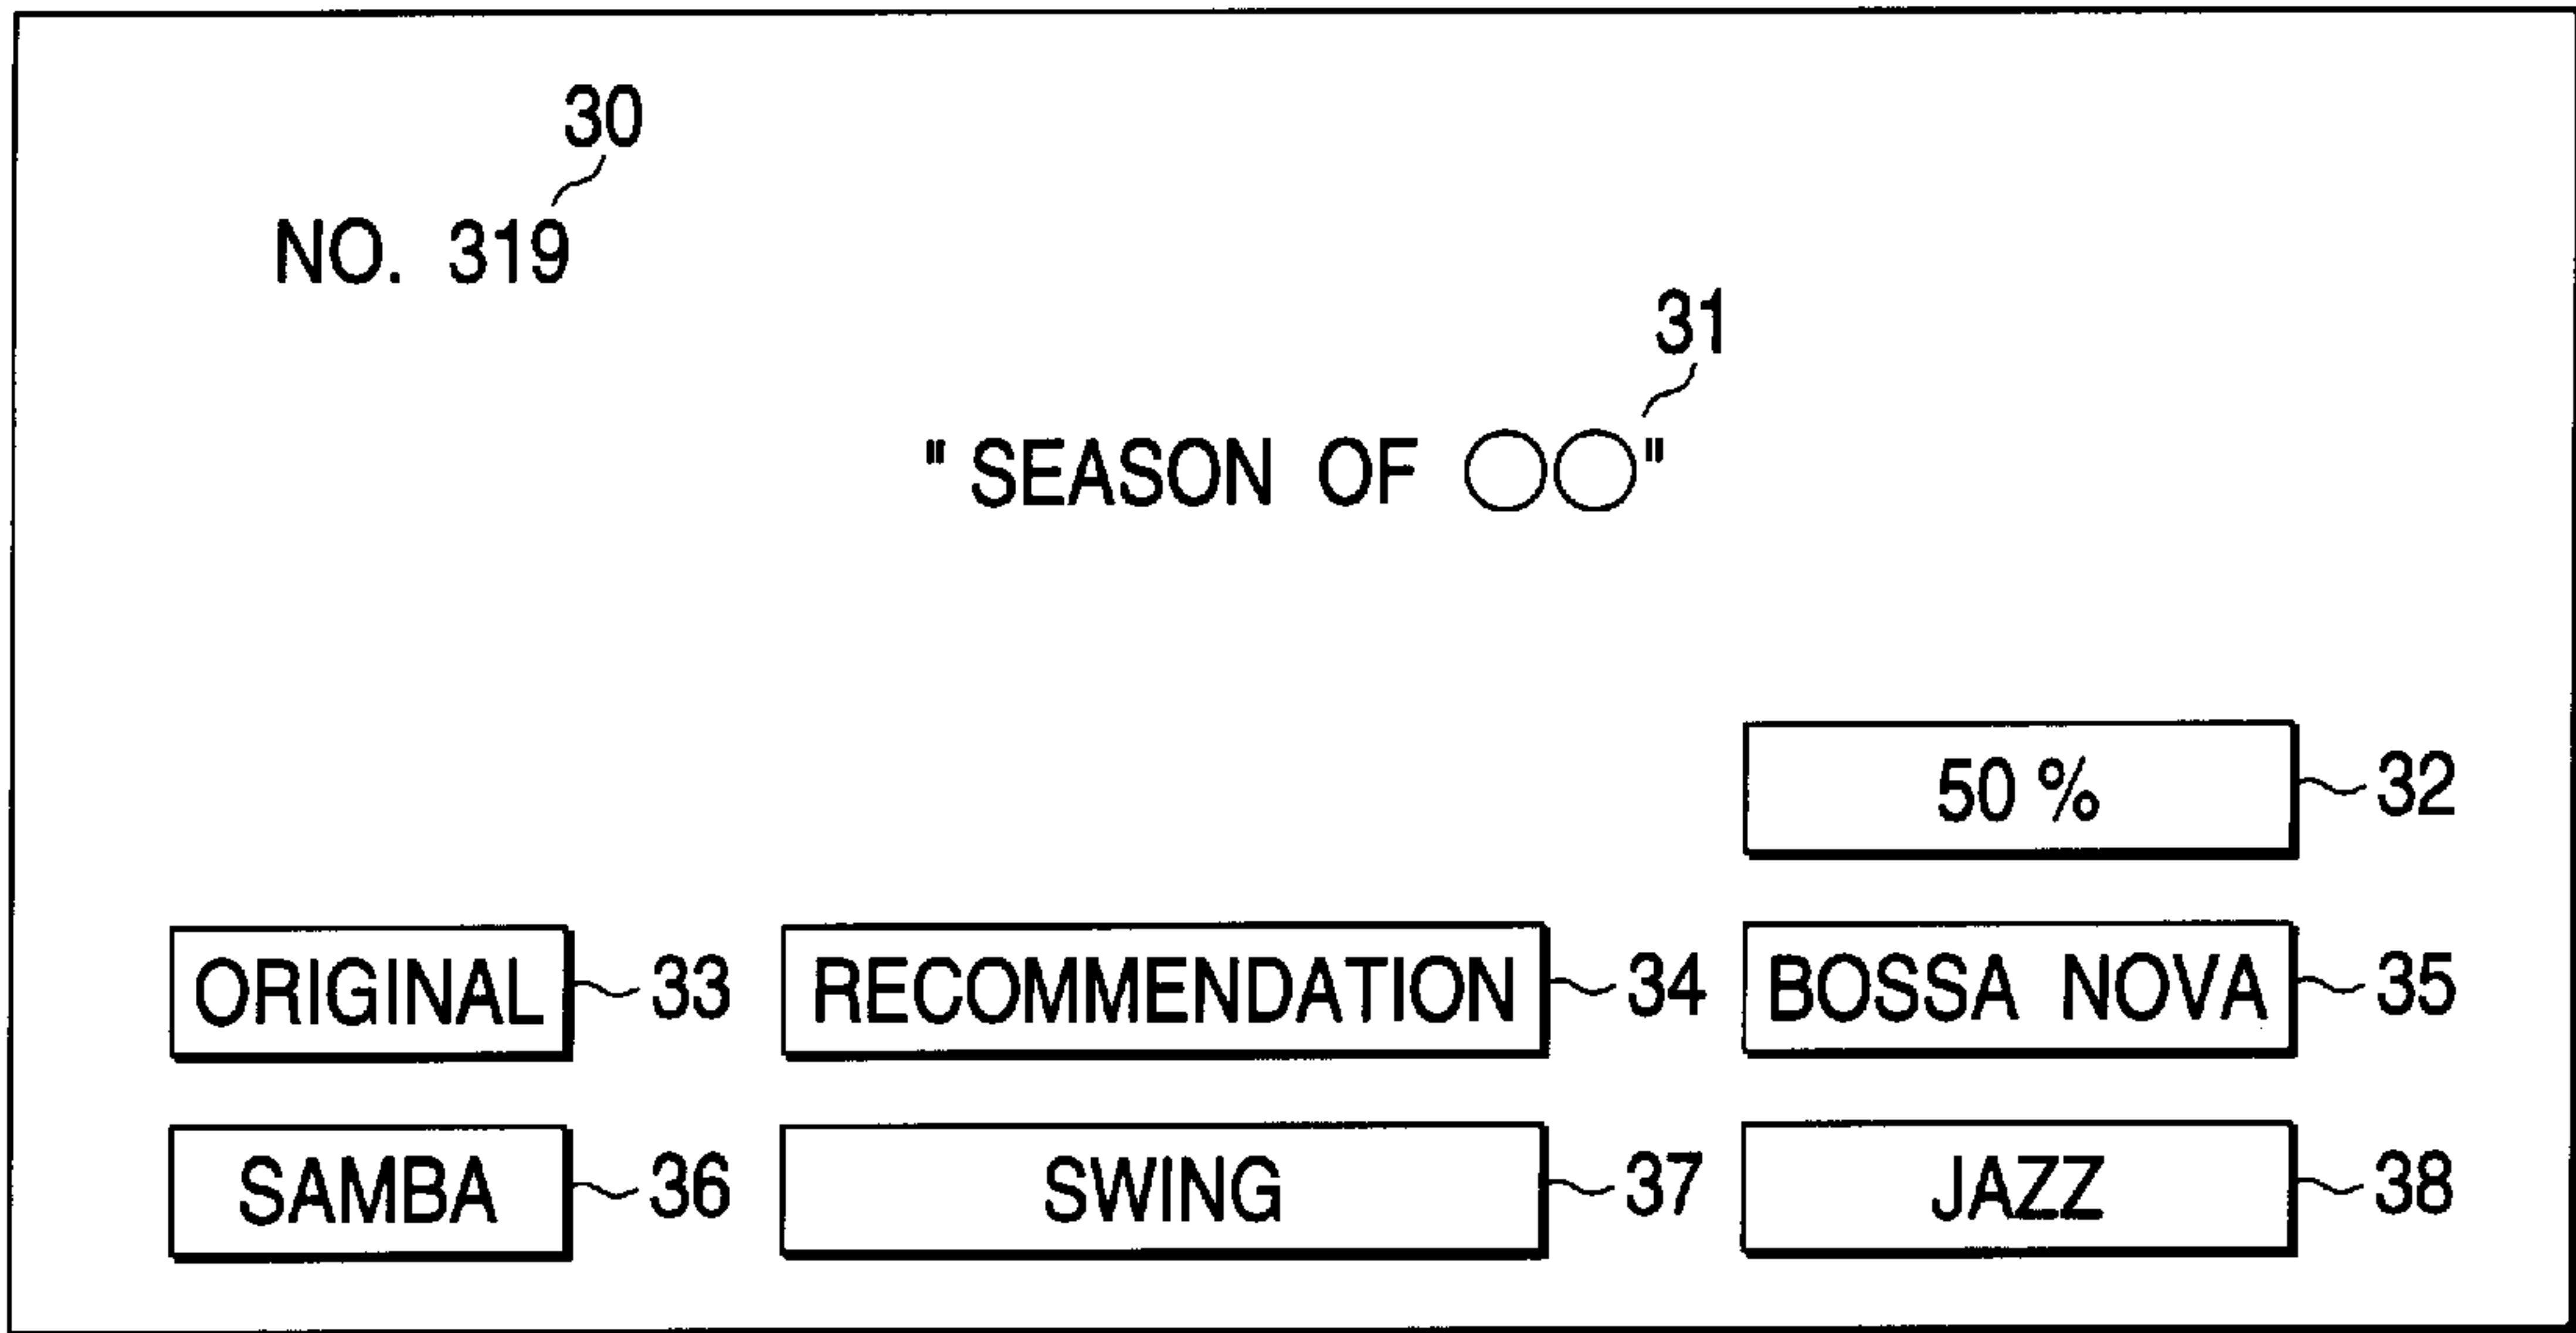 30
NO. 319
31
" SEASON OF ○○"
50 % 32
ORIGINAL 33 RECOMMENDATION 34 BOSSA NOVA 35
SAMBA 36 SWING 37 JAZZ 38